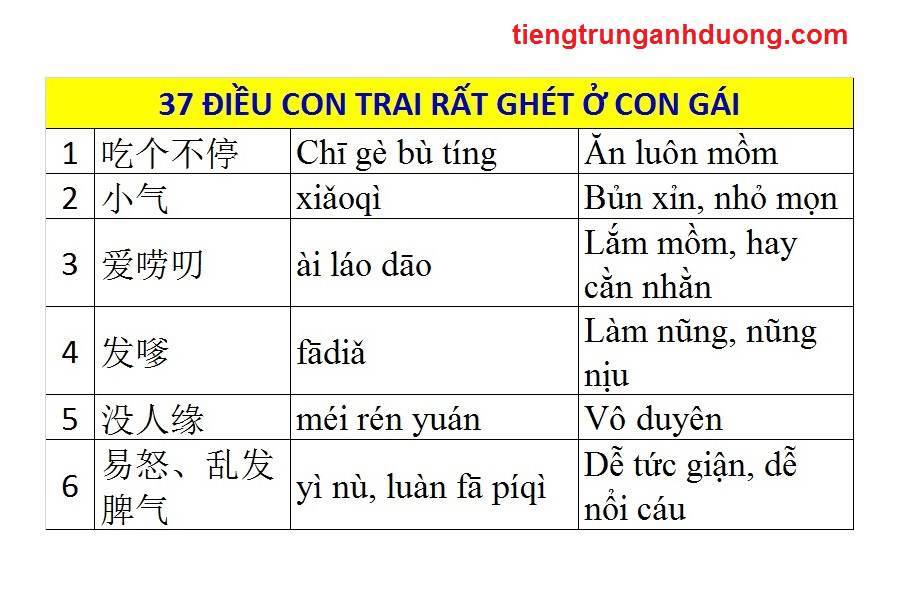 tiengtrunganhduong.com
37 ĐIỀU CON TRAI RẤT GHÉT Ở CON GÁI
1 吃个不停 Chī gè bù tíng Ăn luôn mồm
2 小气 xiǎoqì Bủn xỉn, nhỏ mọn
3 爱唠叨 ài láo dāo Lắm mồm, hay
cằn nhằn
4 发嗲 fādiǎ Làm nũng, nũng
nịu
5 没人缘 méi rén yuán Vô duyên
6 易怒、乱发
脾气 yì nù, luàn fā píqì Dễ tức giận, dễ
nổi cáu